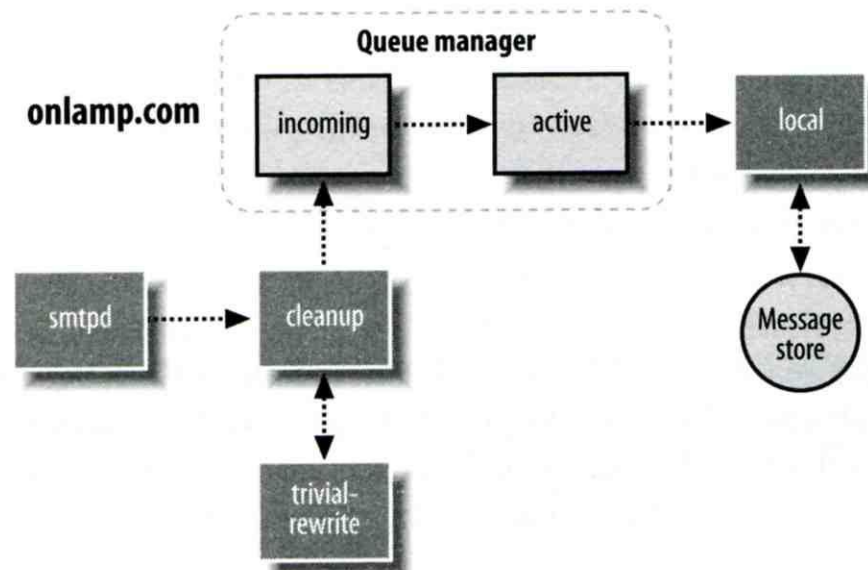 Queue manager
onlamp.com
incoming
active
local
smtpd
cleanup
Message
store
trivial-
rewrite